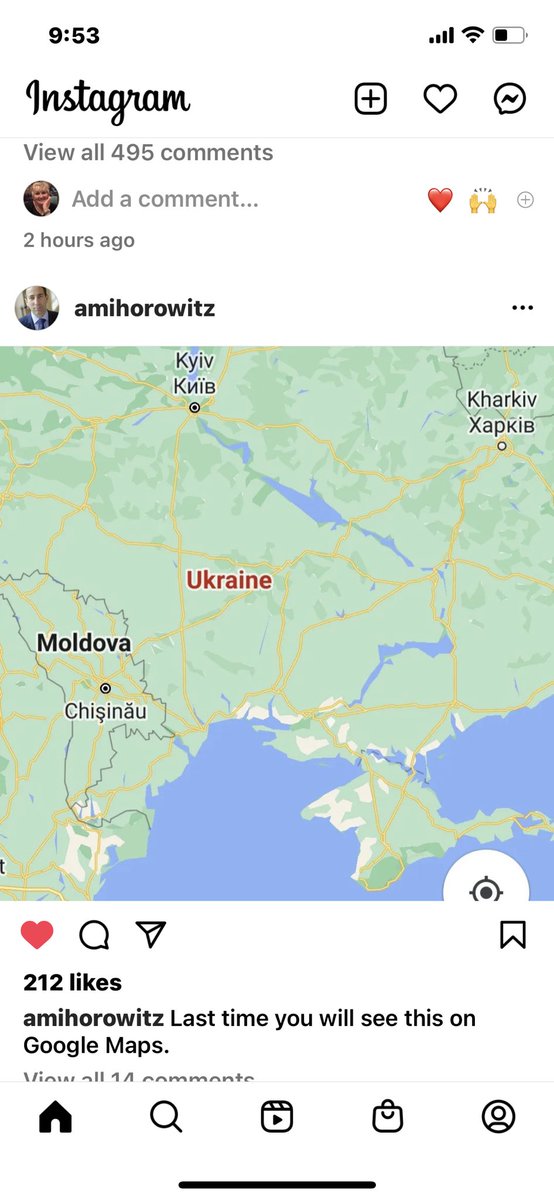 9:53
Instagram
View all 495 comments
Add a comment...
2 hours ago
amihorowitz
Kyiv
Київ
Kharkiv
Харків
Ukraine
Moldova
Chişinău
t
212 likes
amihorowitz Last time you will see this on
Google Maps.
View all 14 comments